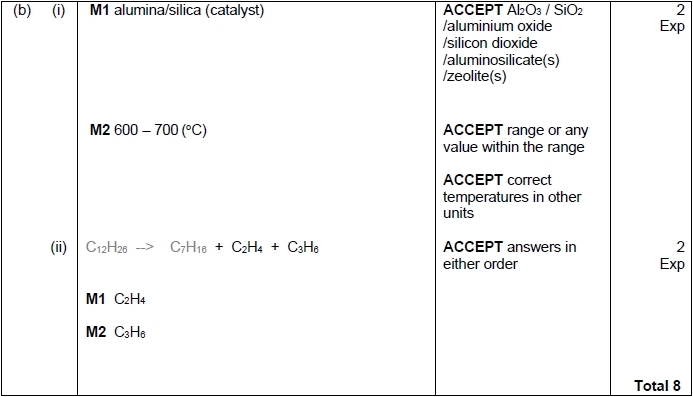 (b) (i) M1 alumina/silica (catalyst) ACCEPT Al2O3 / SiO2 2
/aluminium oxide Exp
/silicon dioxide
/aluminosilicate(s)
/zeolite(s)
M2 600 – 700 (ºC) ACCEPT range or any
value within the range
ACCEPT correct
temperatures in other
units
(ii) C12H26 --> C7H16 + C2H4 + C3H6 ACCEPT answers in 2
either order Exp
M1 C2H4
M2 C3H6
Total 8